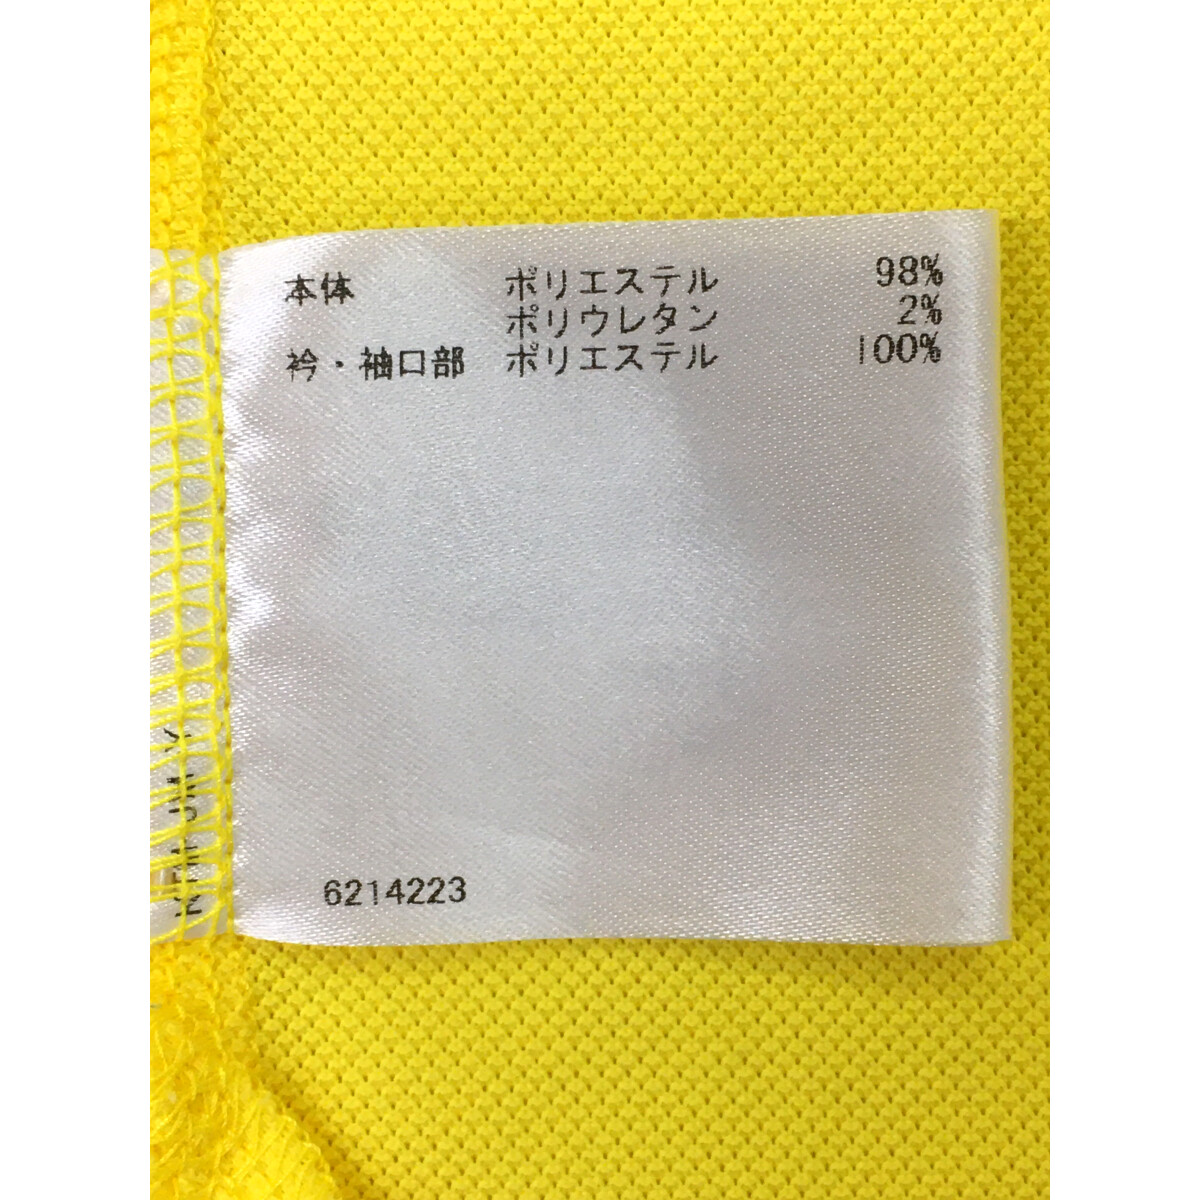 本体 ポリエステル 98%
ポリウレタン 2%
衿・袖口部 ポリエステル 100%
6214223